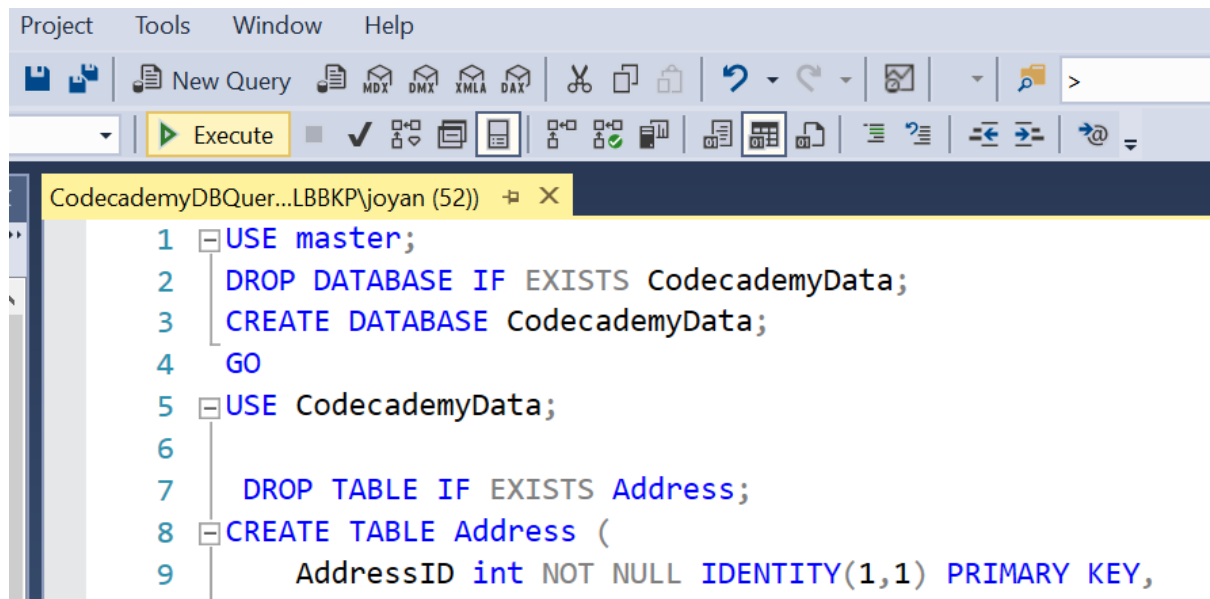 Project Tools Window Help
New Query MDX DMX XMLA DAX >
Execute
CodecademyDBQuer...LBBKP\joyan (52))
1 USE master;
2 DROP DATABASE IF EXISTS CodecademyData;
3 CREATE DATABASE CodecademyData;
4 GO
5 USE CodecademyData;
6
7 DROP TABLE IF EXISTS Address;
8 CREATE TABLE Address (
9 AddressID int NOT NULL IDENTITY(1,1) PRIMARY KEY,